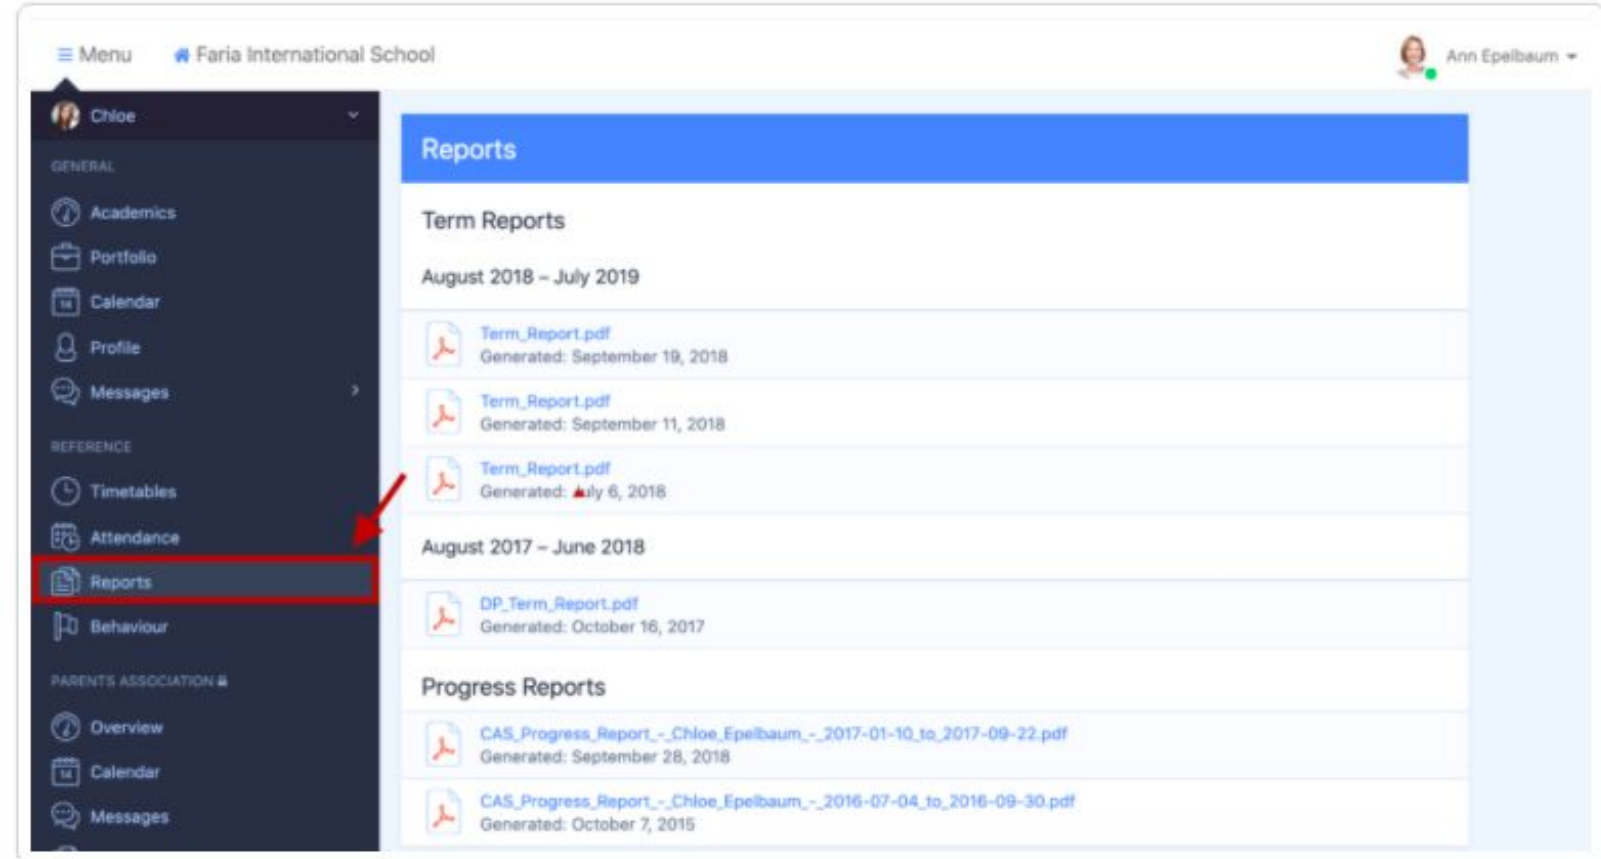 Menu
Faria International School
Ann Epelbaum
Chloe
GENERAL
Academics
Portfolio
14
Calendar
Profile
Messages
REFERENCE
Timetables
Attendance
Reports
Behaviour
PARENTS ASSOCIATION
Overview
14
Calendar
Messages
Reports
Term Reports
August 2018 – July 2019
Term_Report.pdf
Generated: September 19, 2018
Term_Report.pdf
Generated: September 11, 2018
Term_Report.pdf
Generated: July 6, 2018
August 2017 – June 2018
DP_Term_Report.pdf
Generated: October 16, 2017
Progress Reports
CAS_Progress_Report_-_Chloe_Epelbaum_-_2017-01-10_to_2017-09-22.pdf
Generated: September 28, 2018
CAS_Progress_Report_-_Chloe_Epelbaum_-_2016-07-04_to_2016-09-30.pdf
Generated: October 7, 2015